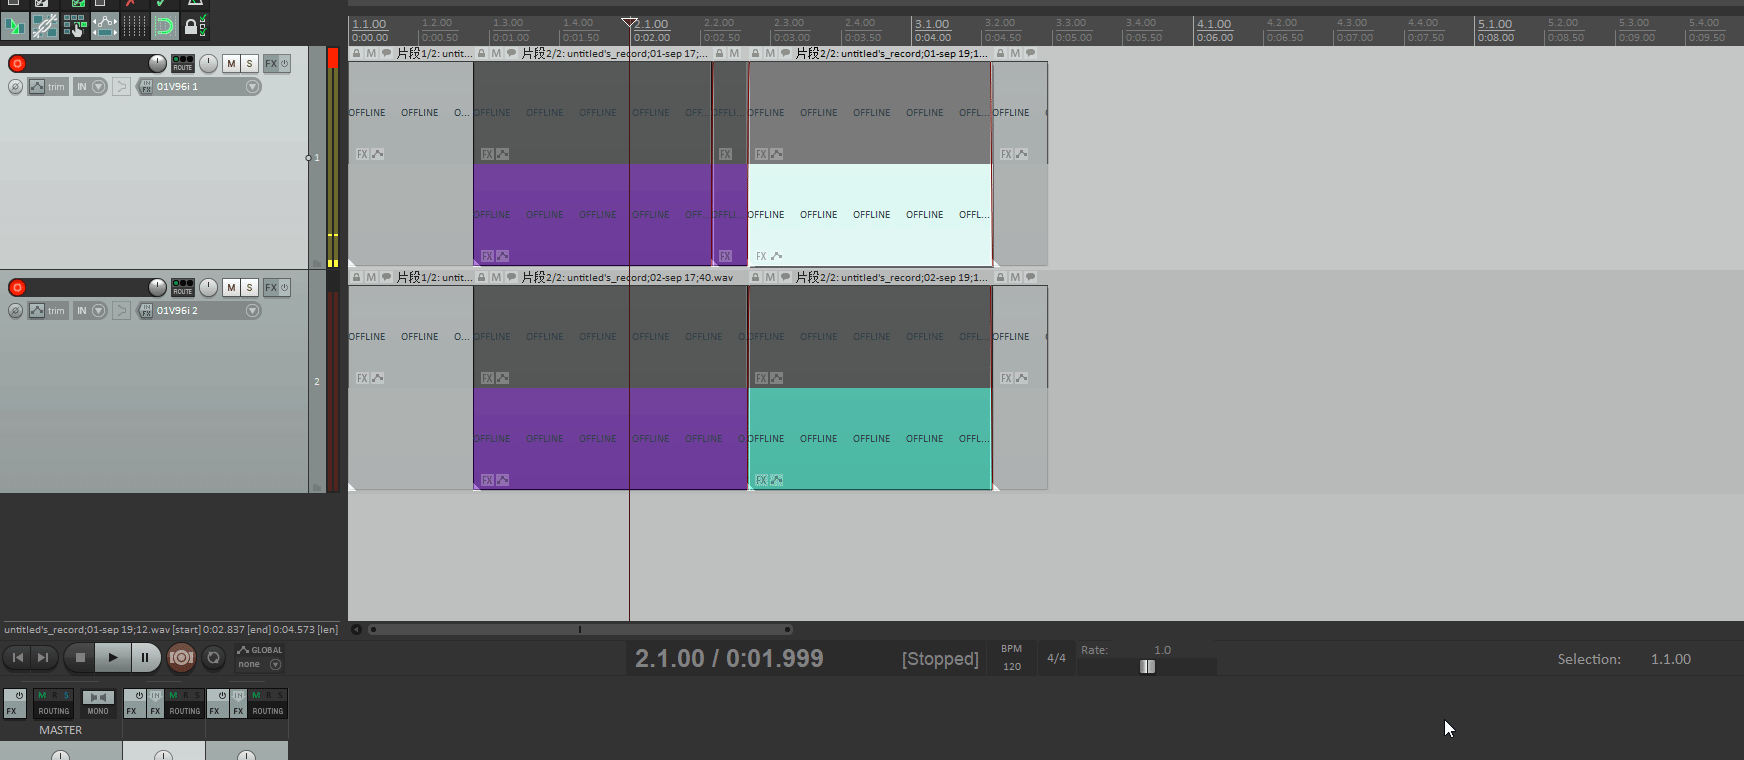 1.1.00 1.2.00 1.3.00 1.4.00 2.1.00 2.2.00 2.3.00 2.4.00 3.1.00 3.2.00 3.3.00 3.4.00 4.1.00 4.2.00 4.3.00 4.4.00 5.1.00 5.2.00 5.3.00 5.4.00
0:00.00 0:00.50 0:01.00 0:01.50 0:02.00 0:02.50 0:03.00 0:03.50 0:04.00 0:04.50 0:05.00 0:05.50 0:06.00 0:06.50 0:07.00 0:07.50 0:08.00 0:08.50 0:09.00 0:09.50
M 片段1/2: untit... M 片段2/2: untitled's_record;01-sep 17;... M M 片段2/2: untitled's_record;01-sep 19;1... M
ROUTE M S FX
trim IN IN FX 01V96i 1
OFFLINE OFFLINE O... OFFLINE OFFLINE OFFLINE OFFLINE OFF... OFFLI... OFFLINE OFFLINE OFFLINE OFFLINE OFFL... OFFLINE
FX FX FX FX FX
1
OFFLINE OFFLINE OFFLINE OFFLINE OFF... OFFLI... OFFLINE OFFLINE OFFLINE OFFLINE OFFL...
FX FX FX
M 片段1/2: untit... M 片段2/2: untitled's_record;02-sep 17;40.wav M 片段2/2: untitled's_record;02-sep 19;1... M
ROUTE M S FX
trim IN IN FX 01V96i 2
OFFLINE OFFLINE O... OFFLINE OFFLINE OFFLINE OFFLINE OFFLINE OFFLINE OFFLINE OFFLINE OFFLINE OFFL... OFFLINE
FX FX FX FX
2
OFFLINE OFFLINE OFFLINE OFFLINE OFFLINE OFFLINE OFFLINE OFFLINE OFFLINE OFFL...
FX FX
untitled's_record;01-sep 19;12.wav [start] 0:02.837 [end] 0:04.573 [len]
GLOBAL
none
2.1.00 / 0:01.999 [Stopped]
BPM
120
4/4
Rate: 1.0
Selection: 1.1.00
M R S IN M R S IN M R S
FX ROUTING MONO FX FX ROUTING FX FX ROUTING
MASTER